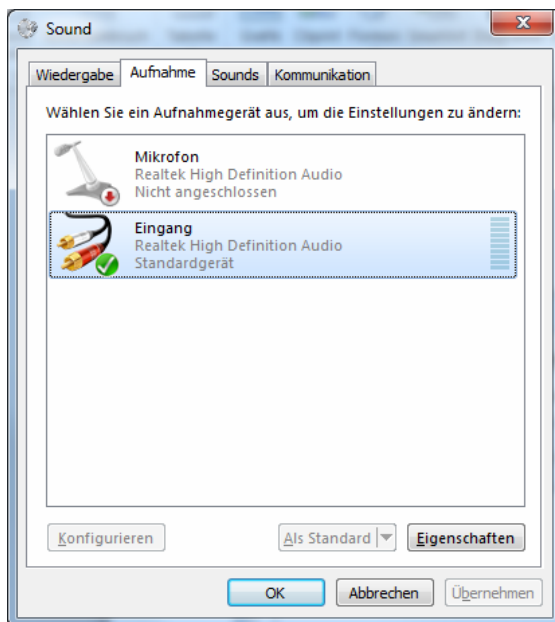 Sound
Wiedergabe Aufnahme Sounds Kommunikation
Wählen Sie ein Aufnahmegerät aus, um die Einstellungen zu ändern:
Mikrofon
Realtek High Definition Audio
Nicht angeschlossen
Eingang
Realtek High Definition Audio
Standardgerät
Konfigurieren Als Standard Eigenschaften
OK Abbrechen Übernehmen